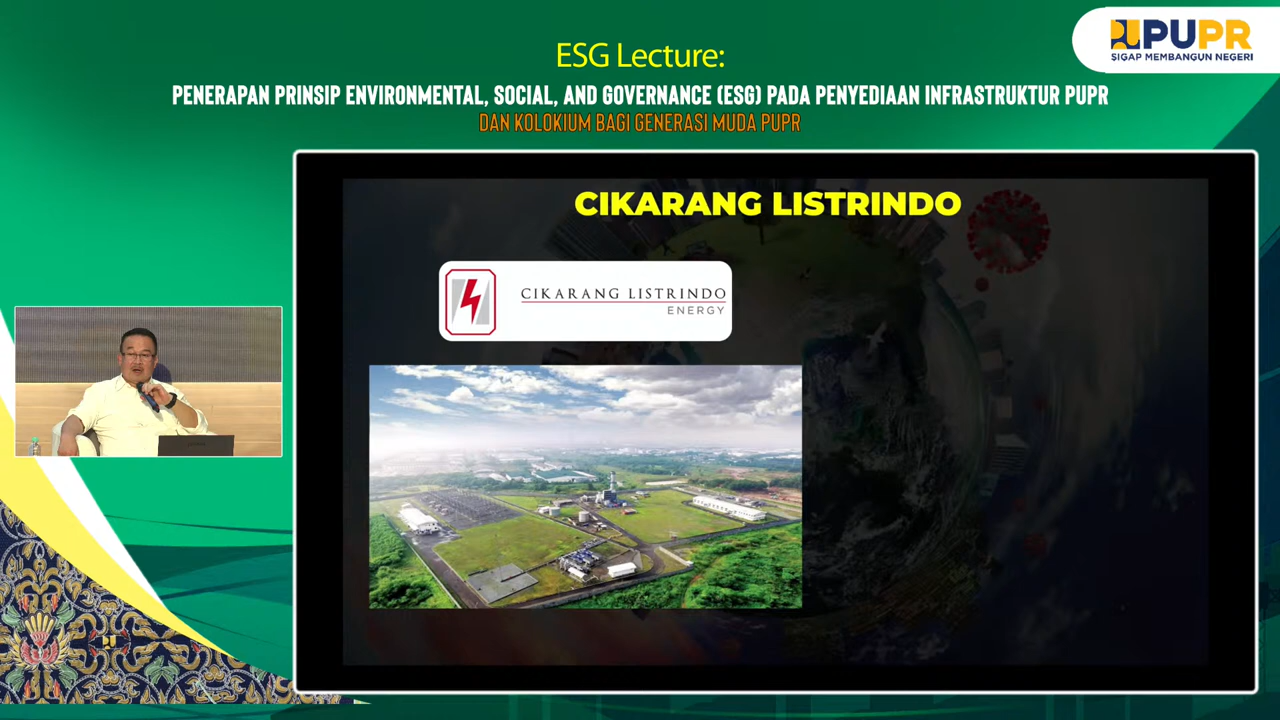 ESG Lecture:
PENERAPAN PRINSIP ENVIRONMENTAL, SOCIAL, AND GOVERNANCE (ESG) PADA PENYEDIAAN INFRASTRUKTUR PUPR
DAN KOLOKIUM BAGI GENERASI MUDA PUPR
PUPR
SIGAP MEMBANGUN NEGERI
CIKARANG LISTRINDO
CIKARANG LISTRINDO
ENERGY